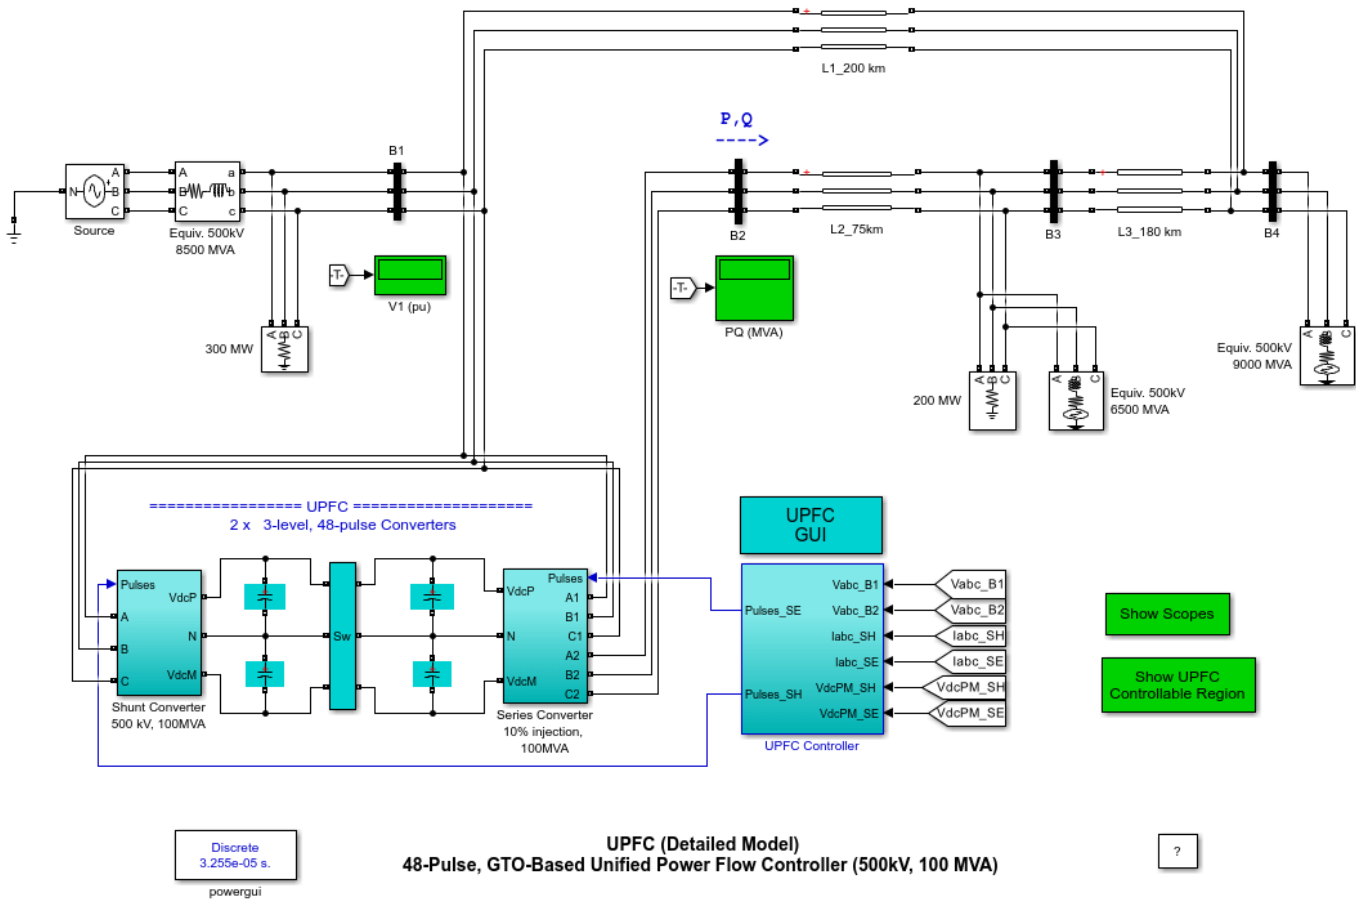 L1_200 km
P,Q
---->
B1
N
A
B
C
Source
A
B
C
a
b
c
Equiv. 500kV
8500 MVA
B2
L2_75km
B3
L3_180 km
B4
-T-
V1 (pu)
-T-
PQ (MVA)
A
B
C
300 MW
A
B
C
200 MW
A
B
C
Equiv. 500kV
6500 MVA
A
B
C
Equiv. 500kV
9000 MVA
================= UPFC ====================
2 x 3-level, 48-pulse Converters
Pulses
A
B
C
VdcP
N
VdcM
Shunt Converter
500 kV, 100MVA
Sw
VdcP
N
VdcM
Pulses
A1
B1
C1
A2
B2
C2
Series Converter
10% injection,
100MVA
UPFC
GUI
Pulses_SE
Pulses_SH
Vabc_B1
Vabc_B2
Iabc_SH
Iabc_SE
VdcPM_SH
VdcPM_SE
UPFC Controller
Vabc_B1
Vabc_B2
Iabc_SH
Iabc_SE
VdcPM_SH
VdcPM_SE
Show Scopes
Show UPFC
Controllable Region
Discrete
3.255e-05 s.
powergui
UPFC (Detailed Model)
48-Pulse, GTO-Based Unified Power Flow Controller (500kV, 100 MVA)
?